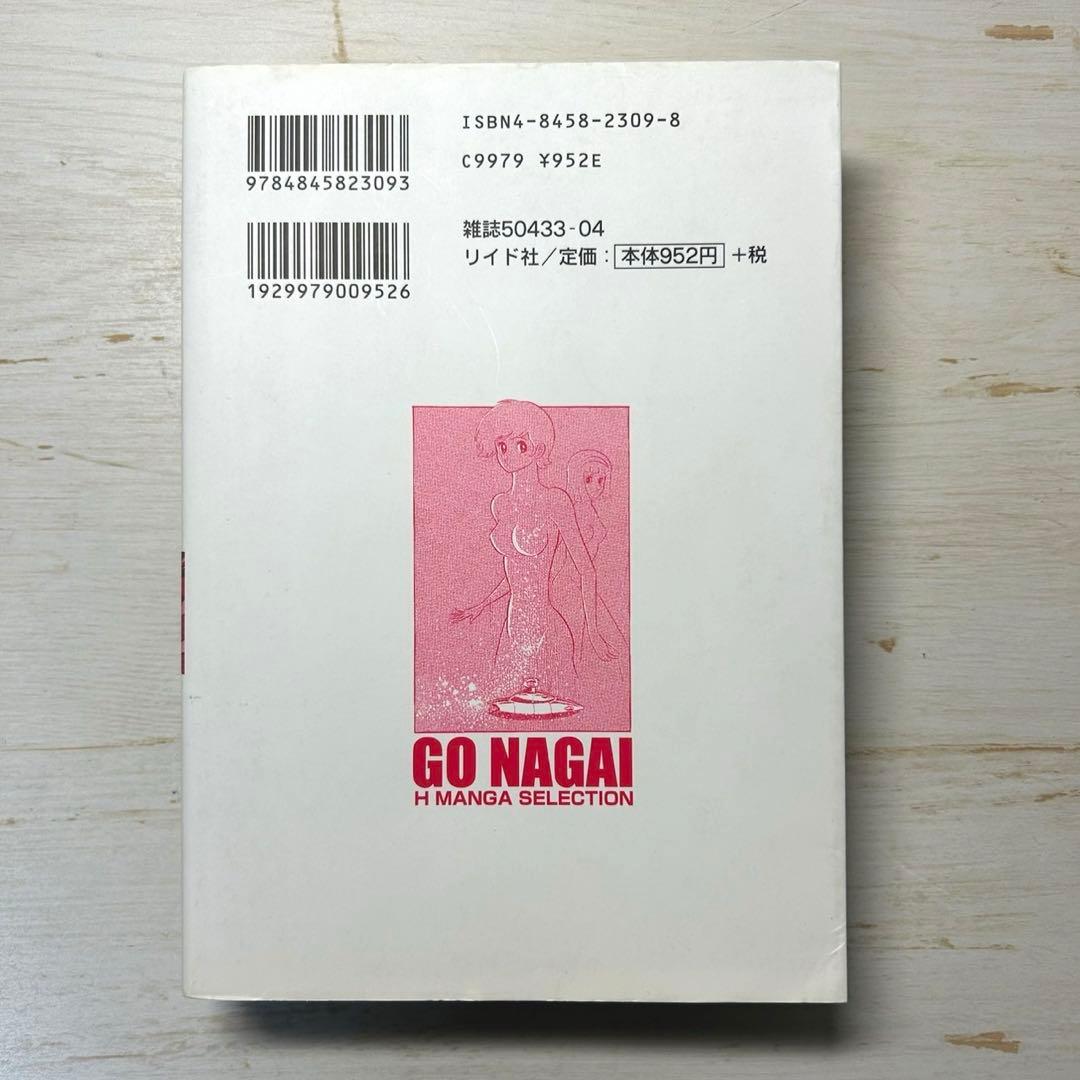 ISBN4-8458-2309-8
C9979 ¥952E
9784845823093
雑誌50433-04
リイド社／定価：本体952円+税
1929979009526
GO NAGAI
H MANGA SELECTION